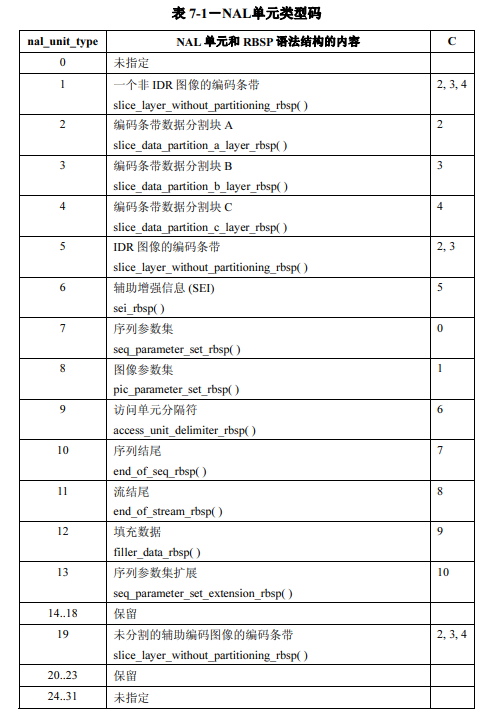 表 7-1－NAL单元类型码
nal_unit_type NAL 单元和 RBSP 语法结构的内容 C
0 未指定
1 一个非 IDR 图像的编码条带 2, 3, 4
slice_layer_without_partitioning_rbsp( )
2 编码条带数据分割块 A 2
slice_data_partition_a_layer_rbsp( )
3 编码条带数据分割块 B 3
slice_data_partition_b_layer_rbsp( )
4 编码条带数据分割块 C 4
slice_data_partition_c_layer_rbsp( )
5 IDR 图像的编码条带 2, 3
slice_layer_without_partitioning_rbsp( )
6 辅助增强信息 (SEI) 5
sei_rbsp( )
7 序列参数集 0
seq_parameter_set_rbsp( )
8 图像参数集 1
pic_parameter_set_rbsp( )
9 访问单元分隔符 6
access_unit_delimiter_rbsp( )
10 序列结尾 7
end_of_seq_rbsp( )
11 流结尾 8
end_of_stream_rbsp( )
12 填充数据 9
filler_data_rbsp( )
13 序列参数集扩展 10
seq_parameter_set_extension_rbsp( )
14..18 保留
19 未分割的辅助编码图像的编码条带 2, 3, 4
slice_layer_without_partitioning_rbsp( )
20..23 保留
24..31 未指定